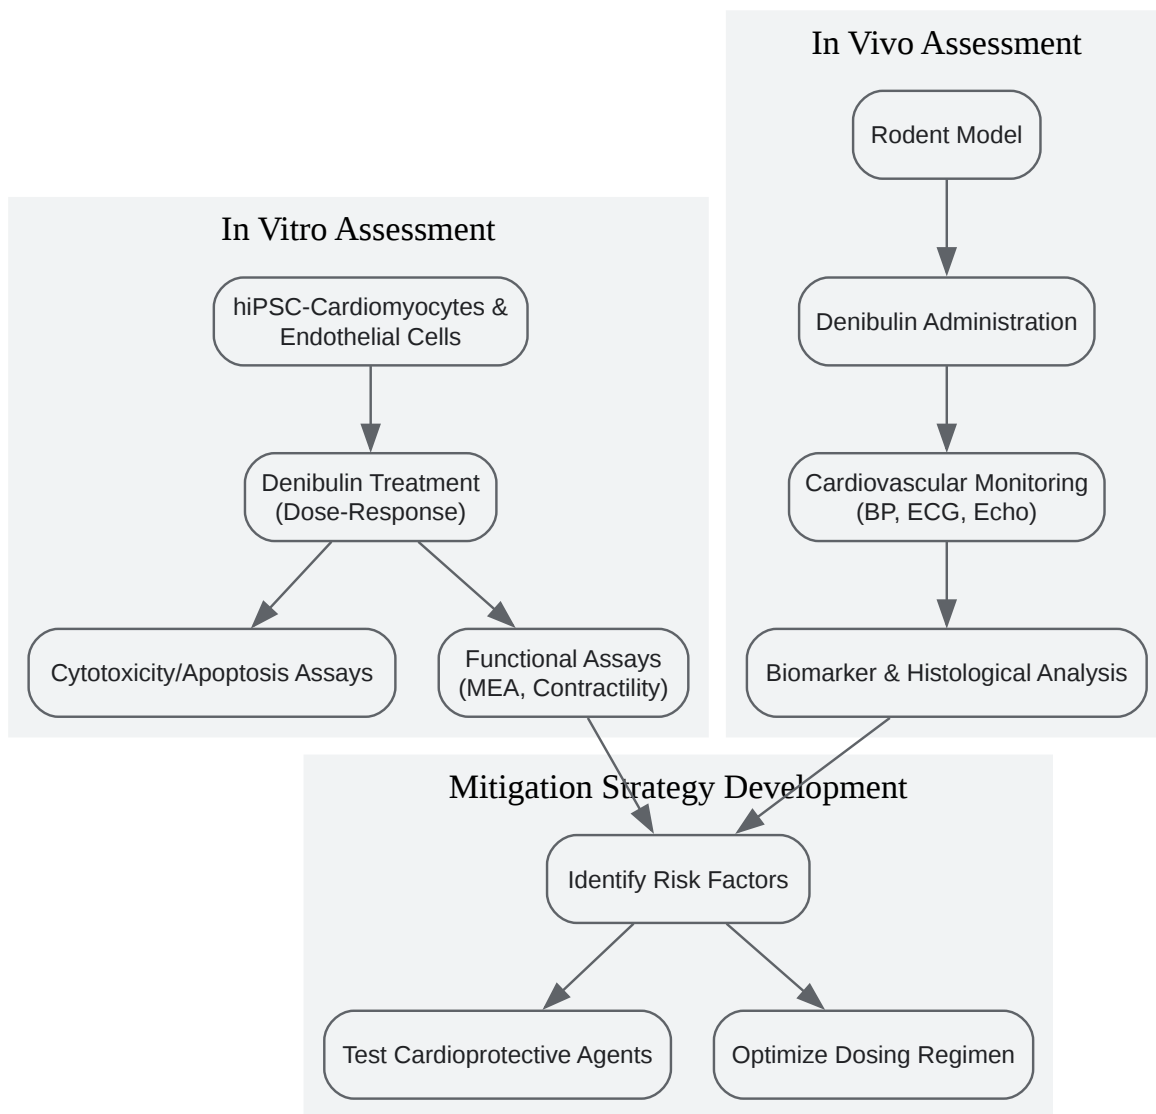 In Vivo Assessment
Rodent Model
Denibulin Administration
Cardiovascular Monitoring
(BP, ECG, Echo)
Biomarker & Histological Analysis
In Vitro Assessment
hiPSC-Cardiomyocytes &
Endothelial Cells
Denibulin Treatment
(Dose-Response)
Cytotoxicity/Apoptosis Assays
Functional Assays
(MEA, Contractility)
Mitigation Strategy Development
Identify Risk Factors
Test Cardioprotective Agents
Optimize Dosing Regimen